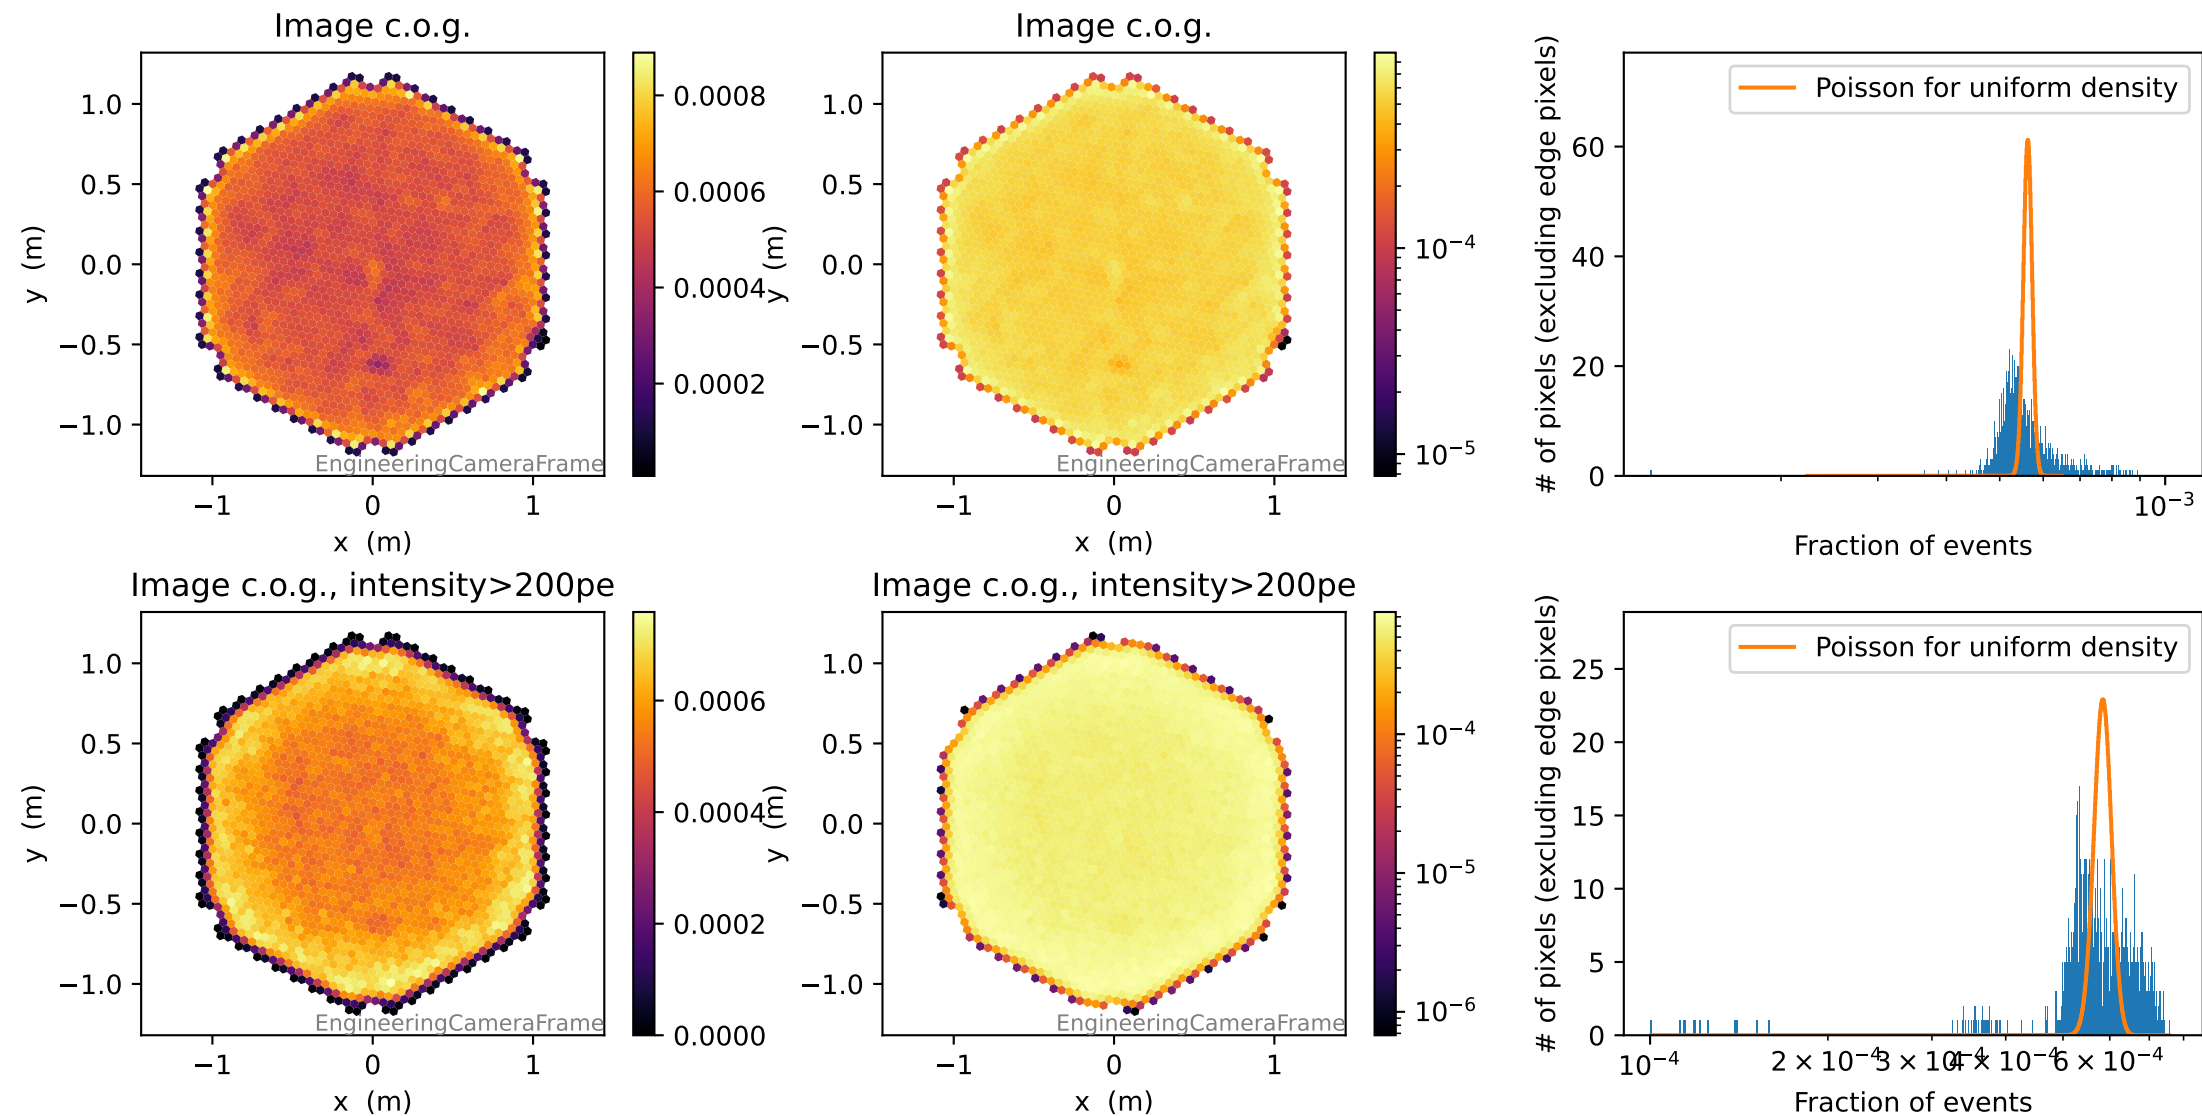 Image c.o.g.
1.0
0.5
0.0
−0.5
−1.0
y (m)
−1
0
1
x (m)
EngineeringCameraFrame
0.0008
0.0006
0.0004
0.0002
Image c.o.g.
1.0
0.5
0.0
−0.5
−1.0
y (m)
−1
0
1
x (m)
EngineeringCameraFrame
10⁻⁴
10⁻⁵
# of pixels (excluding edge pixels)
60
40
20
0
Poisson for uniform density
10⁻³
Fraction of events
Image c.o.g., intensity>200pe
1.0
0.5
0.0
−0.5
−1.0
y (m)
−1
0
1
x (m)
EngineeringCameraFrame
0.0006
0.0004
0.0002
0.0000
Image c.o.g., intensity>200pe
1.0
0.5
0.0
−0.5
−1.0
y (m)
−1
0
1
x (m)
EngineeringCameraFrame
10⁻⁴
10⁻⁵
10⁻⁶
# of pixels (excluding edge pixels)
25
20
15
10
5
0
Poisson for uniform density
10⁻⁴
2 × 10⁻⁴
3 × 10⁻⁴
4 × 10⁻⁴
6 × 10⁻⁴
Fraction of events